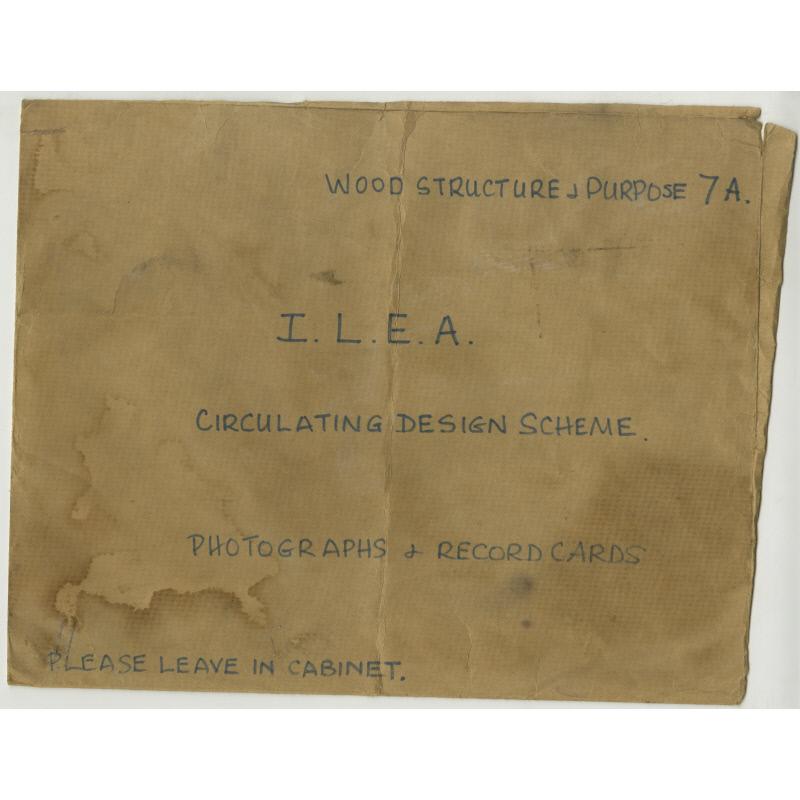 WOOD STRUCTURE & PURPOSE 7A.
I. L. E. A.
CIRCULATING DESIGN SCHEME.
PHOTOGRAPHS & RECORD CARDS
PLEASE LEAVE IN CABINET.